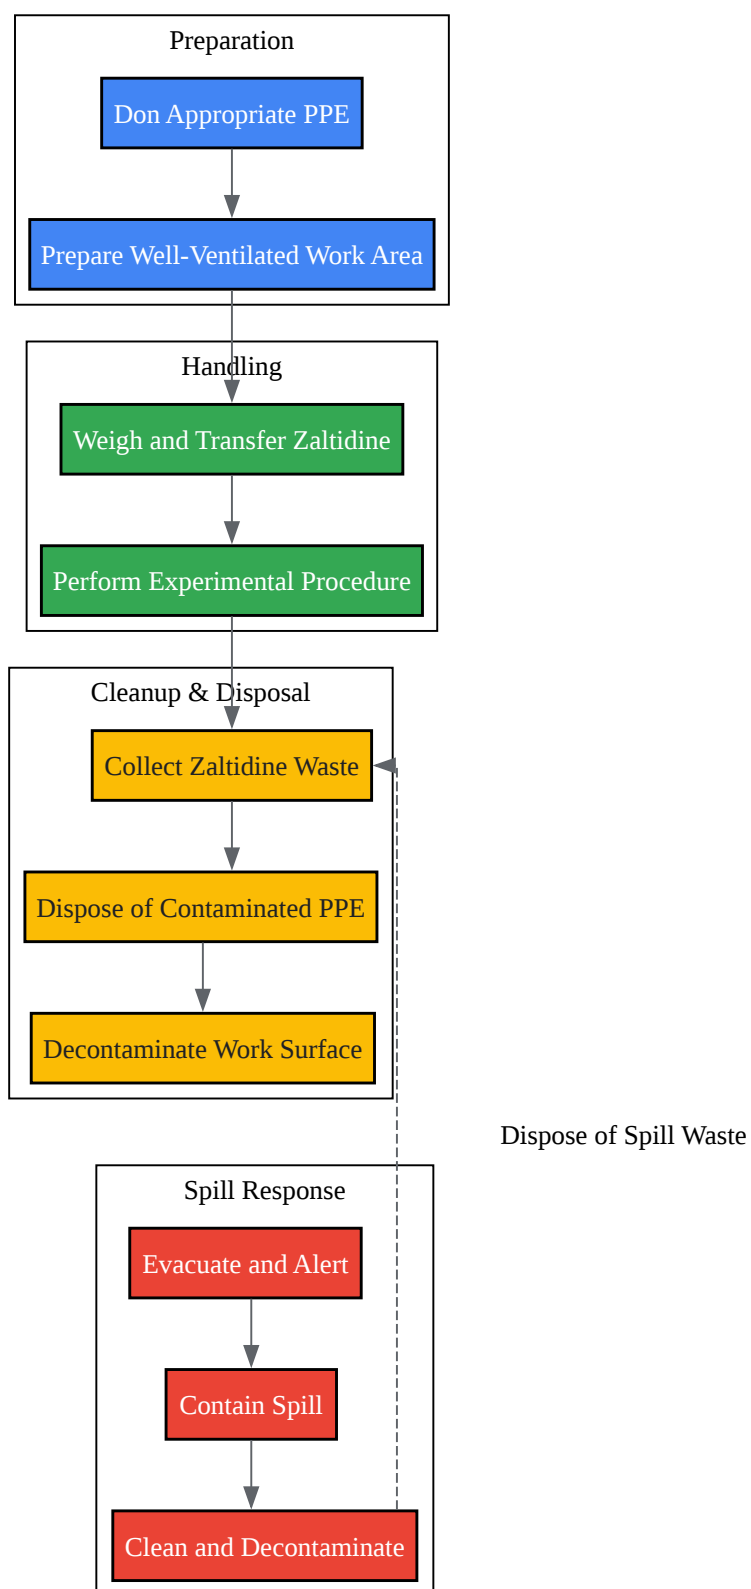 Preparation
Don Appropriate PPE
Prepare Well-Ventilated Work Area
Handling
Weigh and Transfer Zaltidine
Perform Experimental Procedure
Cleanup & Disposal
Collect Zaltidine Waste
Dispose of Contaminated PPE
Decontaminate Work Surface
Dispose of Spill Waste
Spill Response
Evacuate and Alert
Contain Spill
Clean and Decontaminate